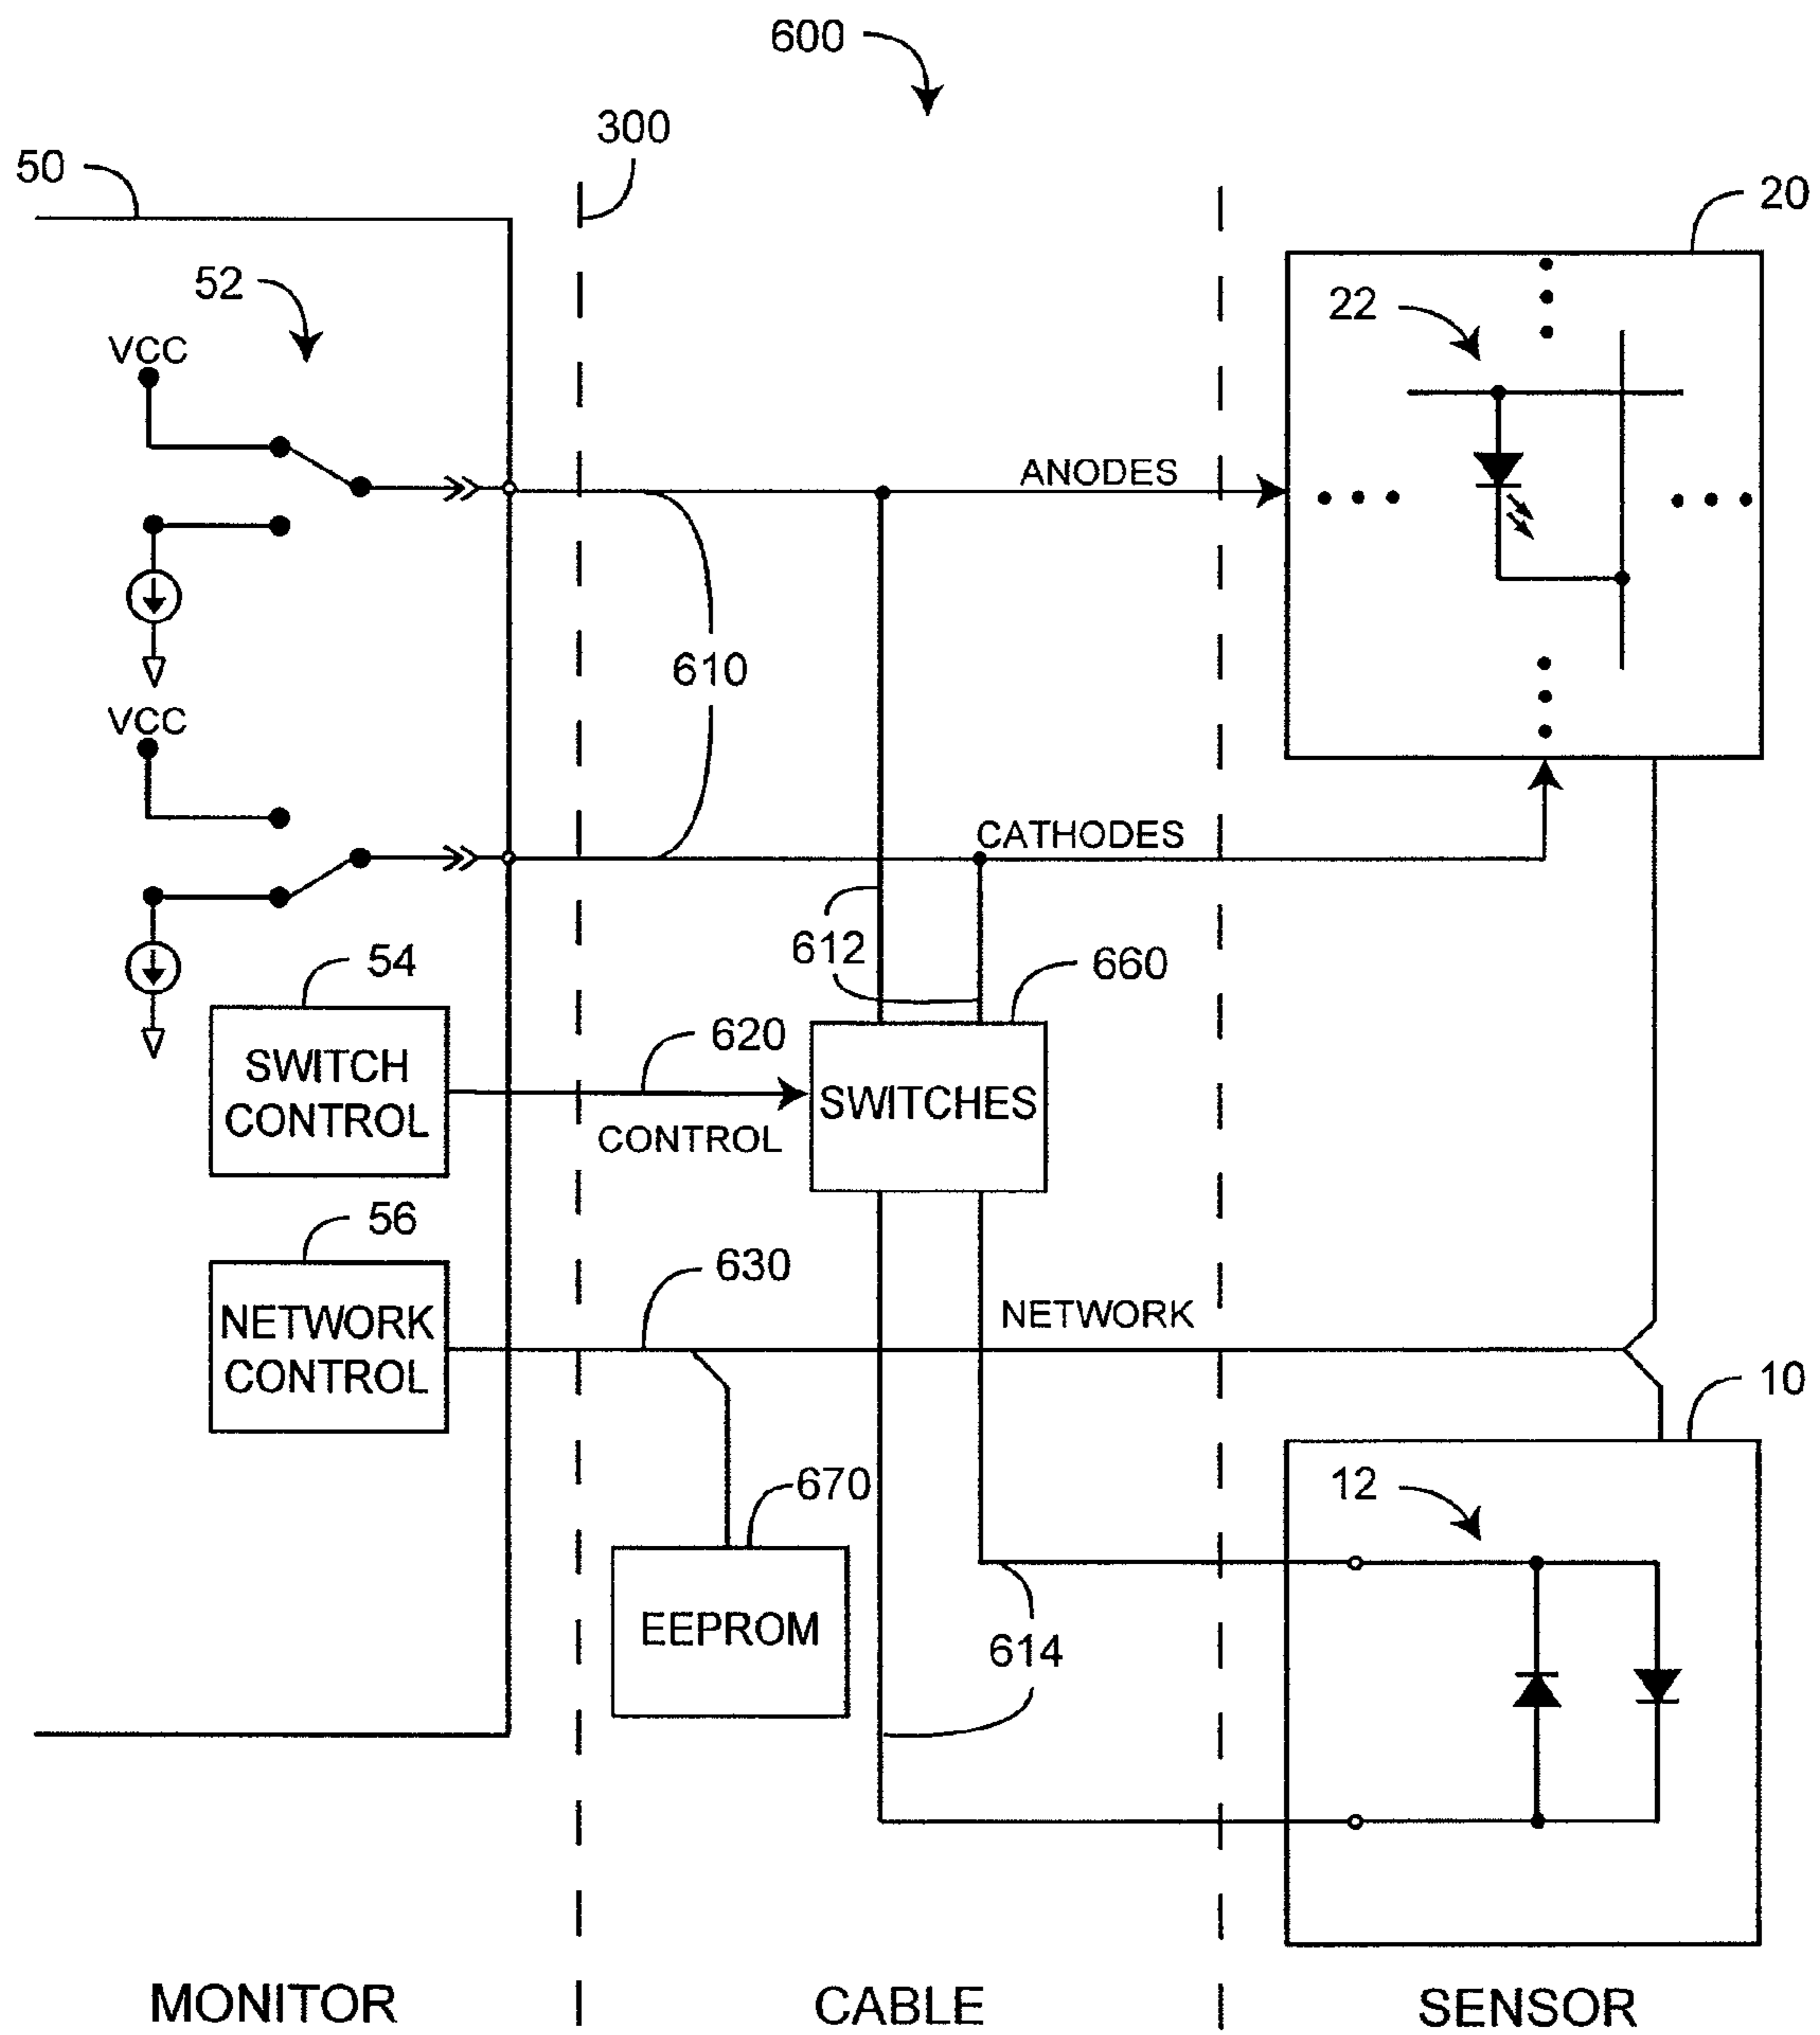 600
300
50
20
52
22
VCC
ANODES
610
VCC
CATHODES
612
54
660
620
SWITCH
CONTROL
SWITCHES
CONTROL
56
630
NETWORK
NETWORK
CONTROL
10
670
12
EEPROM
614
MONITOR
CABLE
SENSOR